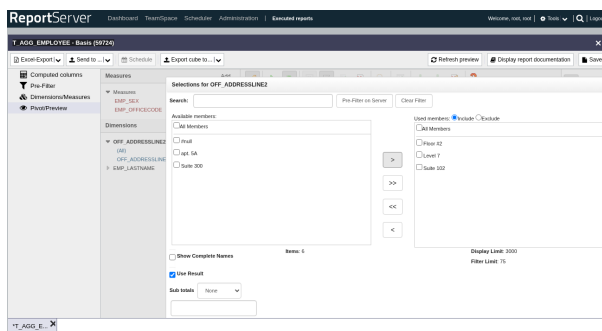 ReportServer Dashboard TeamSpace Scheduler Administration | Executed reports Welcome, root, root | Tools | Logou
T_AGG_EMPLOYEE - Basis (59724) ×
Excel-Export Send to ... Schedule Export cube to... Refresh preview Display report documentation Save
Computed columns
Pre-Filter
Dimensions/Measures
Pivot/Preview
Measures
Measures
EMP_SEX
EMP_OFFICECODE
Dimensions
OFF_ADDRESSLINE2
(All)
OFF_ADDRESSLINE
EMP_LASTNAME
Selections for OFF_ADDRESSLINE2
Search: Pre-Filter on Server Clear Filter
Available members:
All Members
#null
apt. 5A
Suite 300
>
>>
<<
<
Used members: Include Exclude
All Members
Floor #2
Level 7
Suite 102
Items: 6
Display Limit: 3000
Filter Limit: 75
Show Complete Names
Use Result
Sub totals None
*T_AGG_E... X